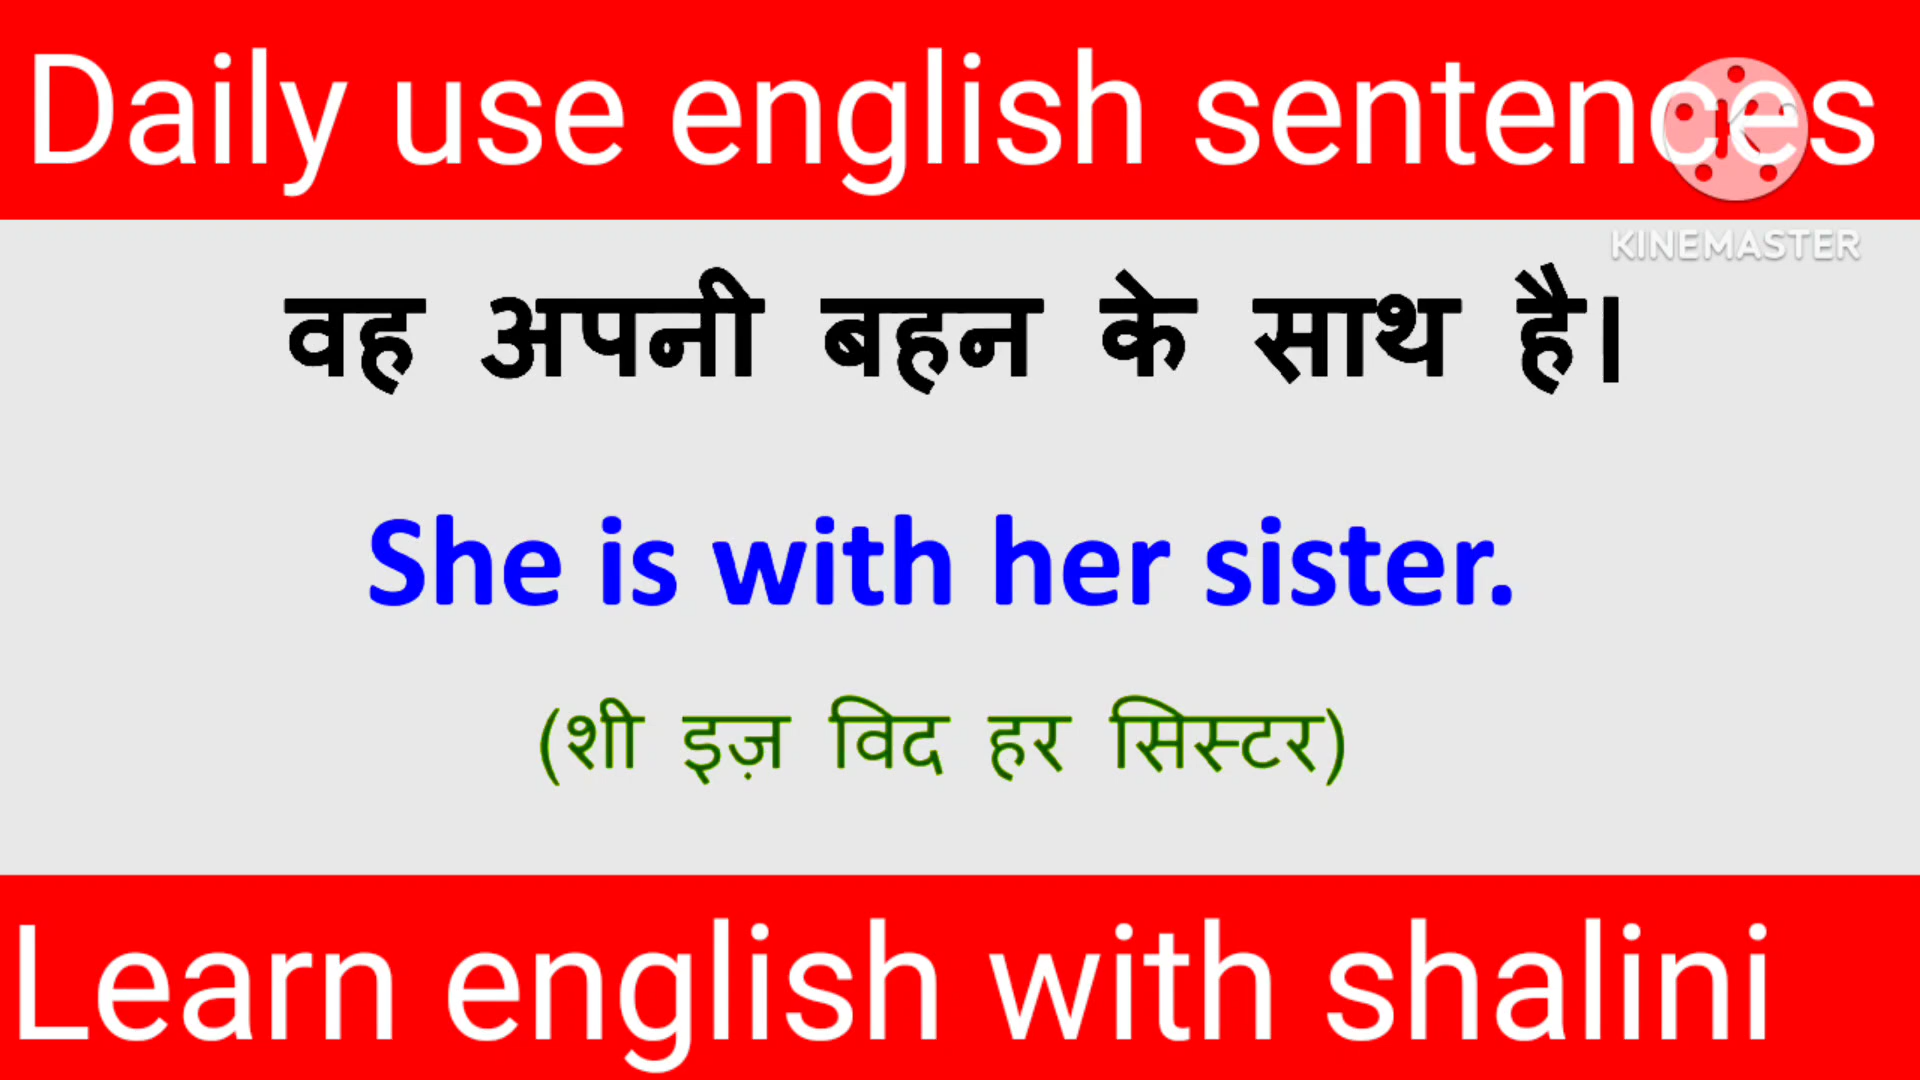 Daily use english sentences
KINEMASTER
वह अपनी बहन के साथ है।
She is with her sister.
(शी इज़ विद हर सिस्टर)
Learn english with shalini